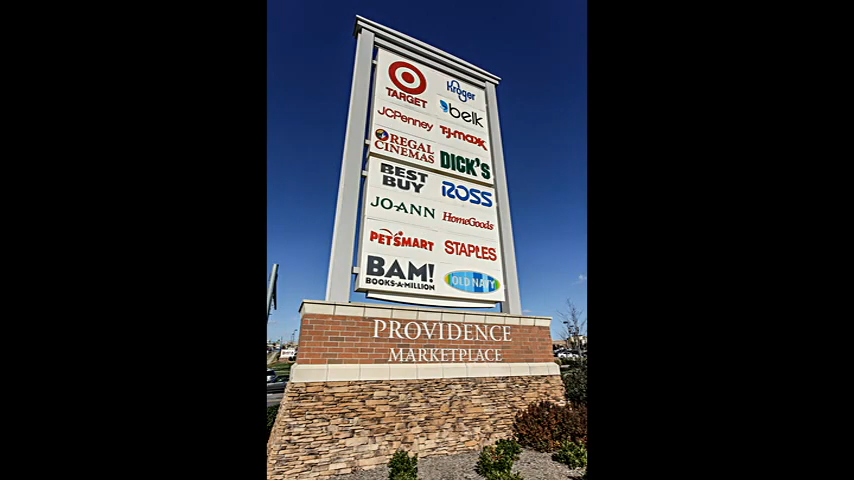 TARGET
Kroger
belk
JCPenney
T.J.maxx
REGAL
CINEMAS
DICK'S
BEST
BUY
ROSS
JO-ANN
HomeGoods
PETSMART
STAPLES
BAM!
BOOKS-A-MILLION
OLD NAVY
PROVIDENCE
MARKETPLACE